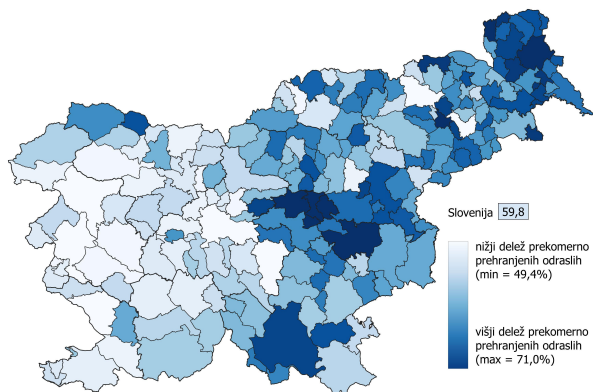 Slovenija 59,8
nižji delež prekomerno
prehranjenih odraslih
(min = 49,4%)
višji delež prekomerno
prehranjenih odraslih
(max = 71,0%)